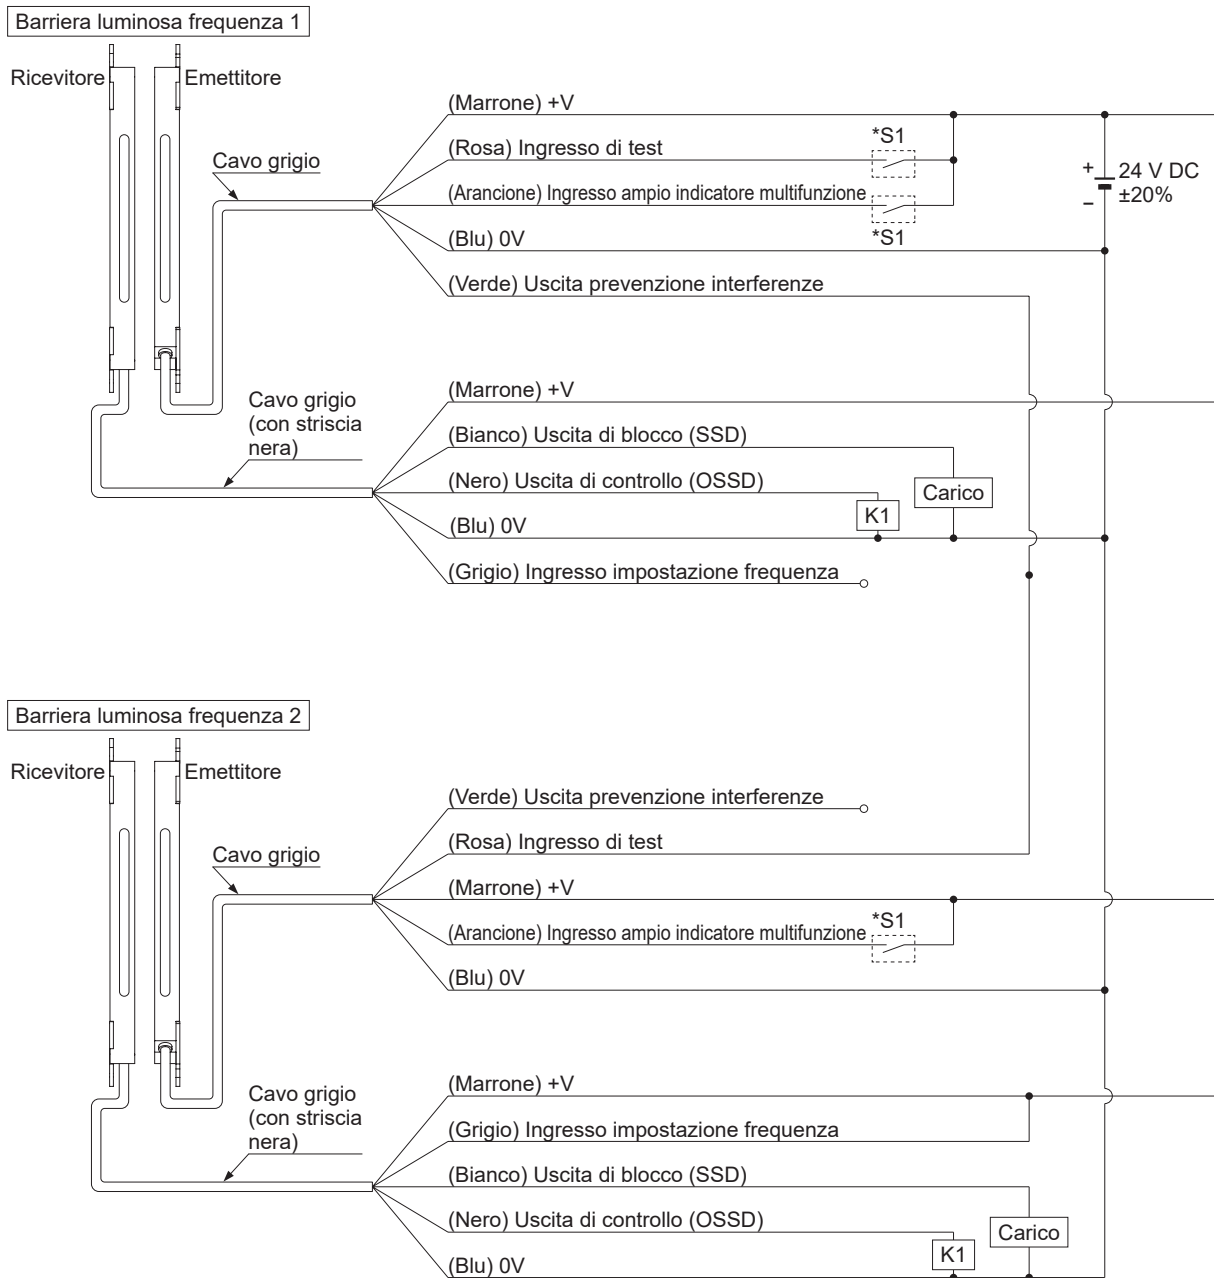 Barriera luminosa frequenza 1
Ricevitore
Emettitore
(Marrone) +V
*S1
(Rosa) Ingresso di test
Cavo grigio
+
24 V DC
±20%
−
(Arancione) Ingresso ampio indicatore multifunzione
*S1
(Blu) 0V
(Verde) Uscita prevenzione interferenze
(Marrone) +V
Cavo grigio
(con striscia
nera)
(Bianco) Uscita di blocco (SSD)
(Nero) Uscita di controllo (OSSD)
Carico
K1
(Blu) 0V
(Grigio) Ingresso impostazione frequenza
Barriera luminosa frequenza 2
Ricevitore
Emettitore
(Verde) Uscita prevenzione interferenze
(Rosa) Ingresso di test
Cavo grigio
(Marrone) +V
*S1
(Arancione) Ingresso ampio indicatore multifunzione
(Blu) 0V
(Marrone) +V
Cavo grigio
(con striscia
nera)
(Grigio) Ingresso impostazione frequenza
(Bianco) Uscita di blocco (SSD)
(Nero) Uscita di controllo (OSSD)
Carico
K1
(Blu) 0V